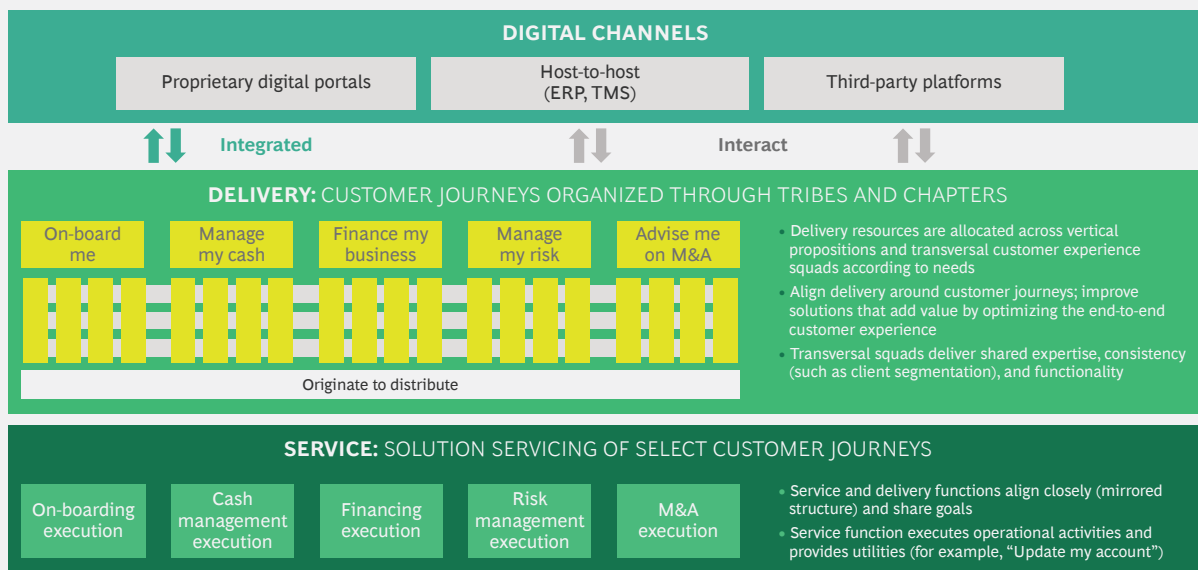 DIGITAL CHANNELS
Proprietary digital portals
Host-to-host
(ERP, TMS)
Third-party platforms
Integrated
Interact
DELIVERY: CUSTOMER JOURNEYS ORGANIZED THROUGH TRIBES AND CHAPTERS
On-board
me
Manage
my cash
Finance my
business
Manage
my risk
Advise me
on M&A
Originate to distribute
• Delivery resources are allocated across vertical
propositions and transversal customer experience
squads according to needs
• Align delivery around customer journeys; improve
solutions that add value by optimizing the end-to-end
customer experience
• Transversal squads deliver shared expertise, consistency
(such as client segmentation), and functionality
SERVICE: SOLUTION SERVICING OF SELECT CUSTOMER JOURNEYS
On-boarding
execution
Cash
management
execution
Financing
execution
Risk
management
execution
M&A
execution
• Service and delivery functions align closely (mirrored
structure) and share goals
• Service function executes operational activities and
provides utilities (for example, “Update my account”)